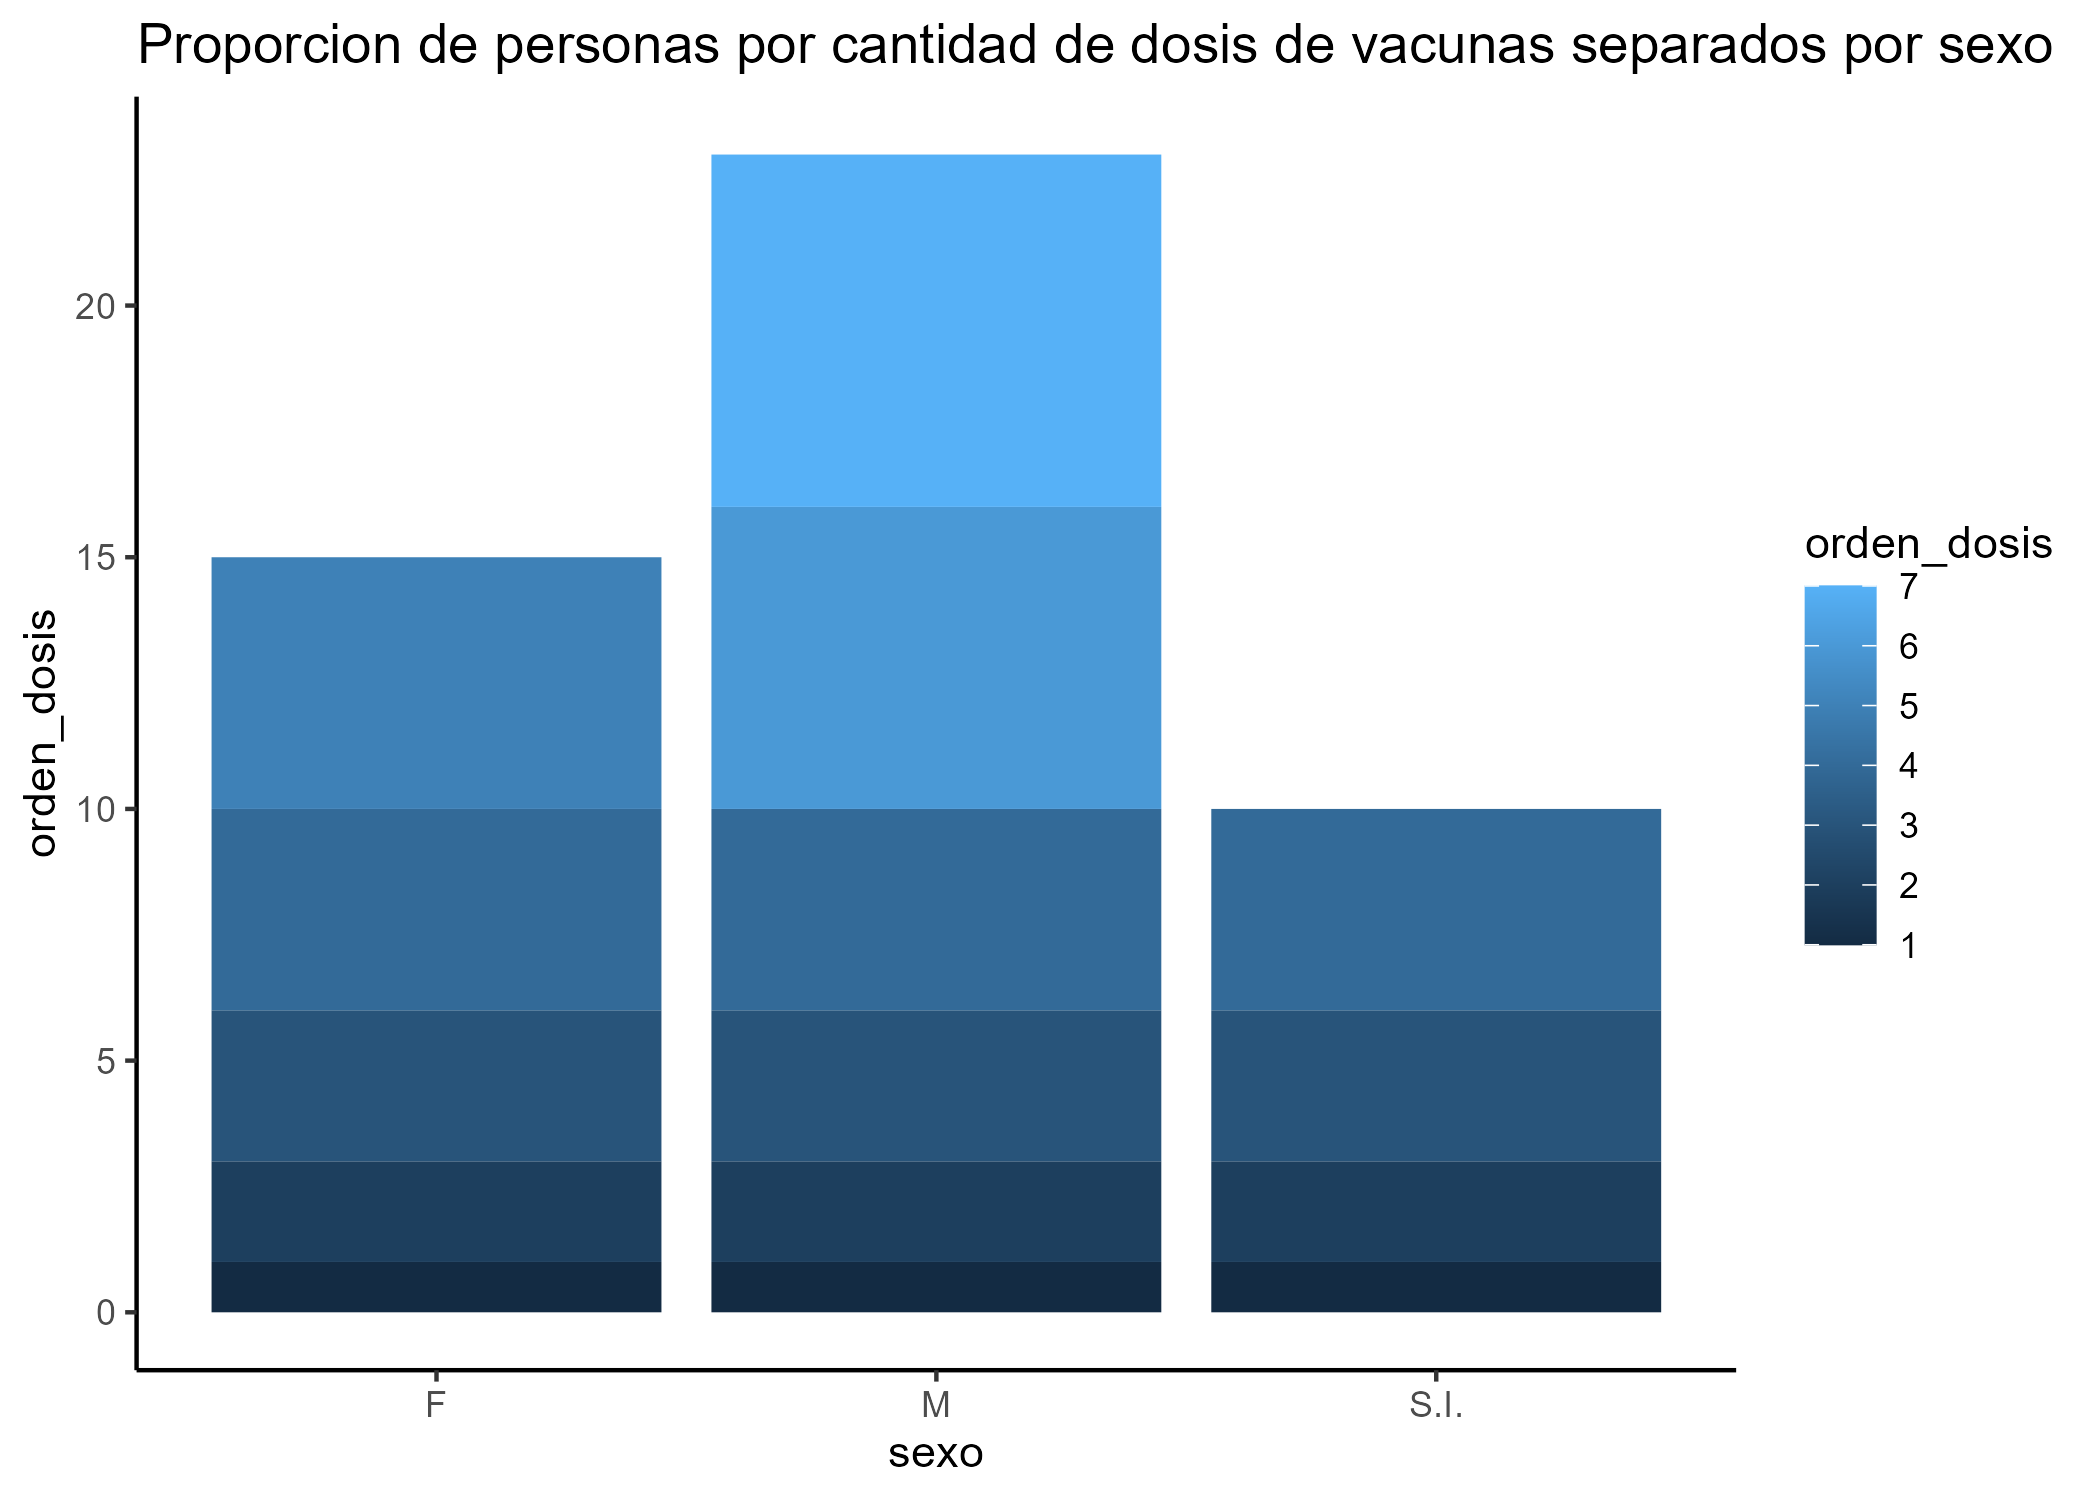 Proporcion de personas por cantidad de dosis de vacunas separados por sexo
orden_dosis
20
15
10
5
0
F
M
S.I.
sexo
orden_dosis
7
6
5
4
3
2
1